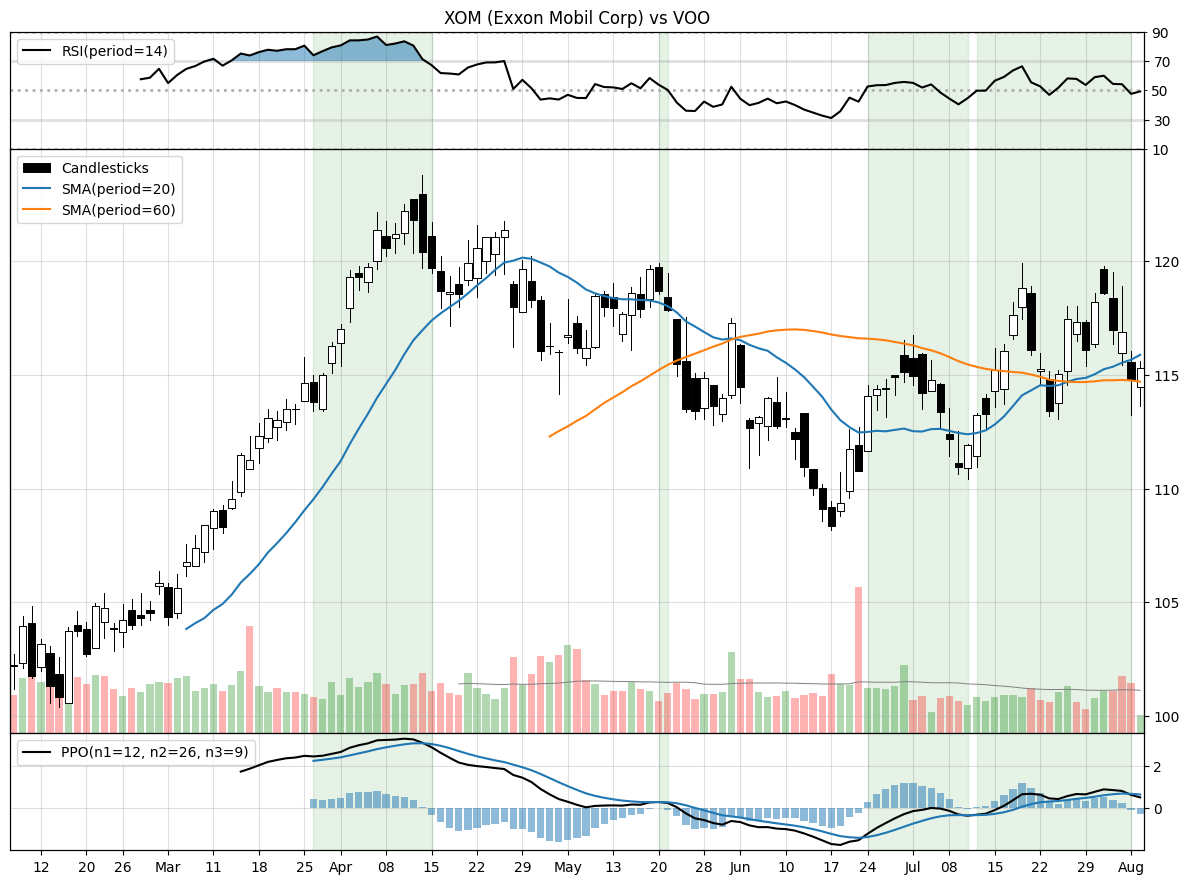 XOM (Exxon Mobil Corp) vs VOO
RSI(period=14)
90
70
50
30
10
Candlesticks
SMA(period=20)
SMA(period=60)
120
115
110
105
100
PPO(n1=12, n2=26, n3=9)
2
0
12 20 26 Mar 11 18 25 Apr 08 15 22 29 May 13 20 28 Jun 10 17 24 Jul 08 15 22 29 Aug